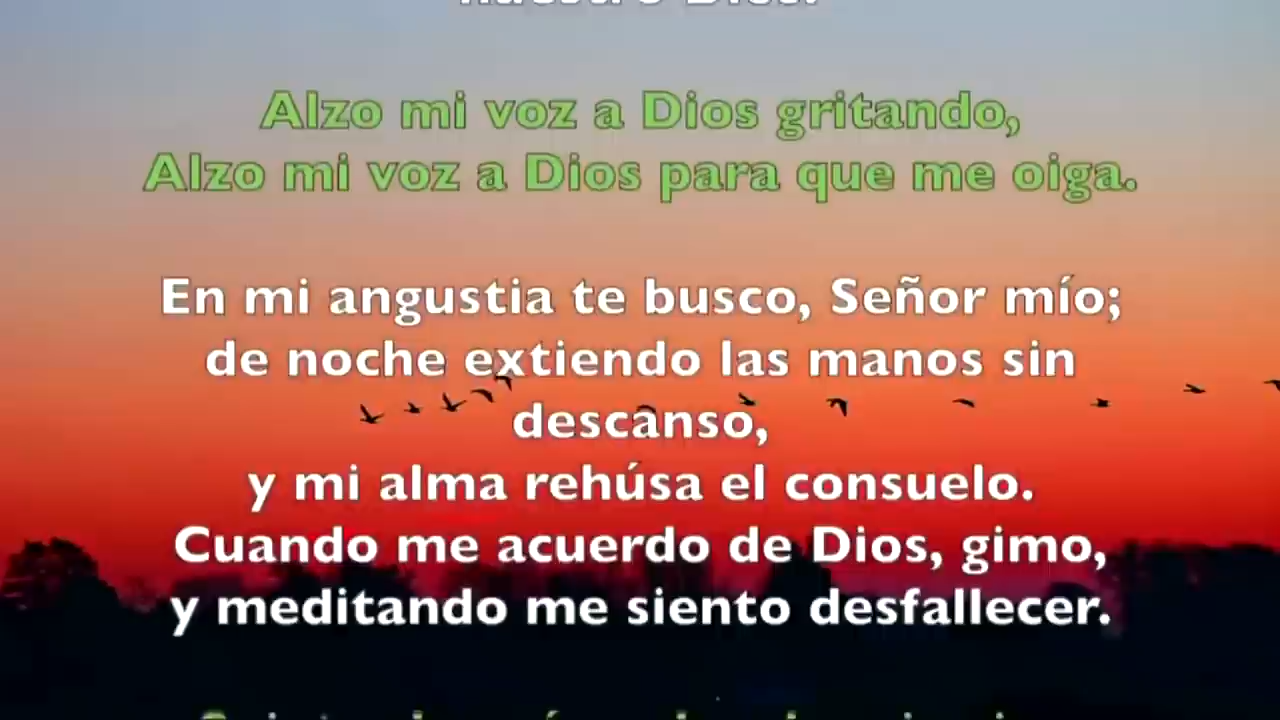 Alzo mi voz a Dios gritando,
Alzo mi voz a Dios para que me oiga.
En mi angustia te busco, Señor mío;
de noche extiendo las manos sin
descanso,
y mi alma rehúsa el consuelo.
Cuando me acuerdo de Dios, gimo,
y meditando me siento desfallecer.